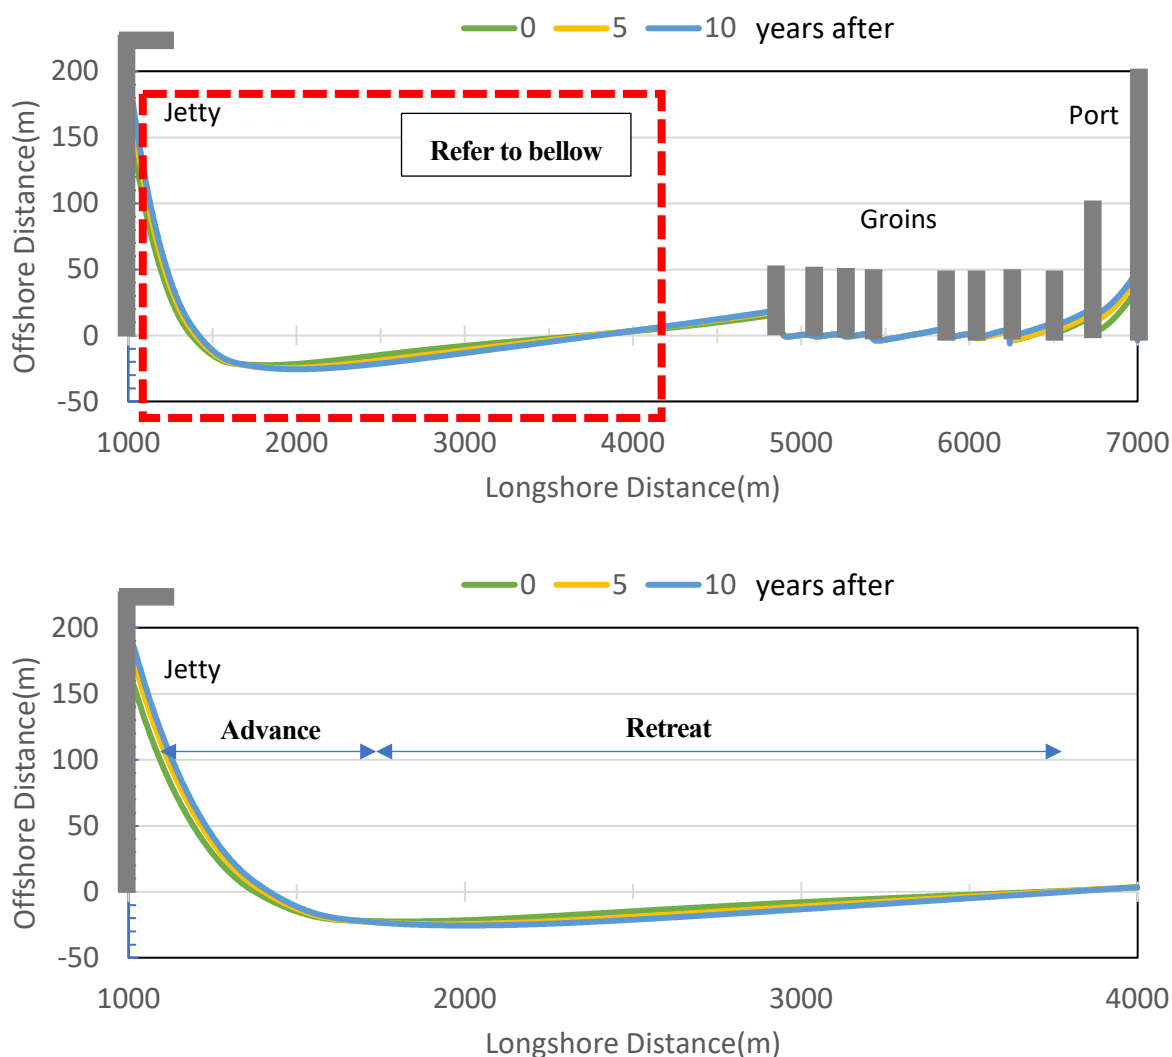 0 5 10 years after
200
150
100
50
0
-50
Offshore Distance(m)
Jetty
Port
Refer to bellow
Groins
1000 2000 3000 4000 5000 6000 7000
Longshore Distance(m)
0 5 10 years after
200
150
100
50
0
-50
Offshore Distance(m)
Jetty
Advance
Retreat
1000 2000 3000 4000
Longshore Distance(m)